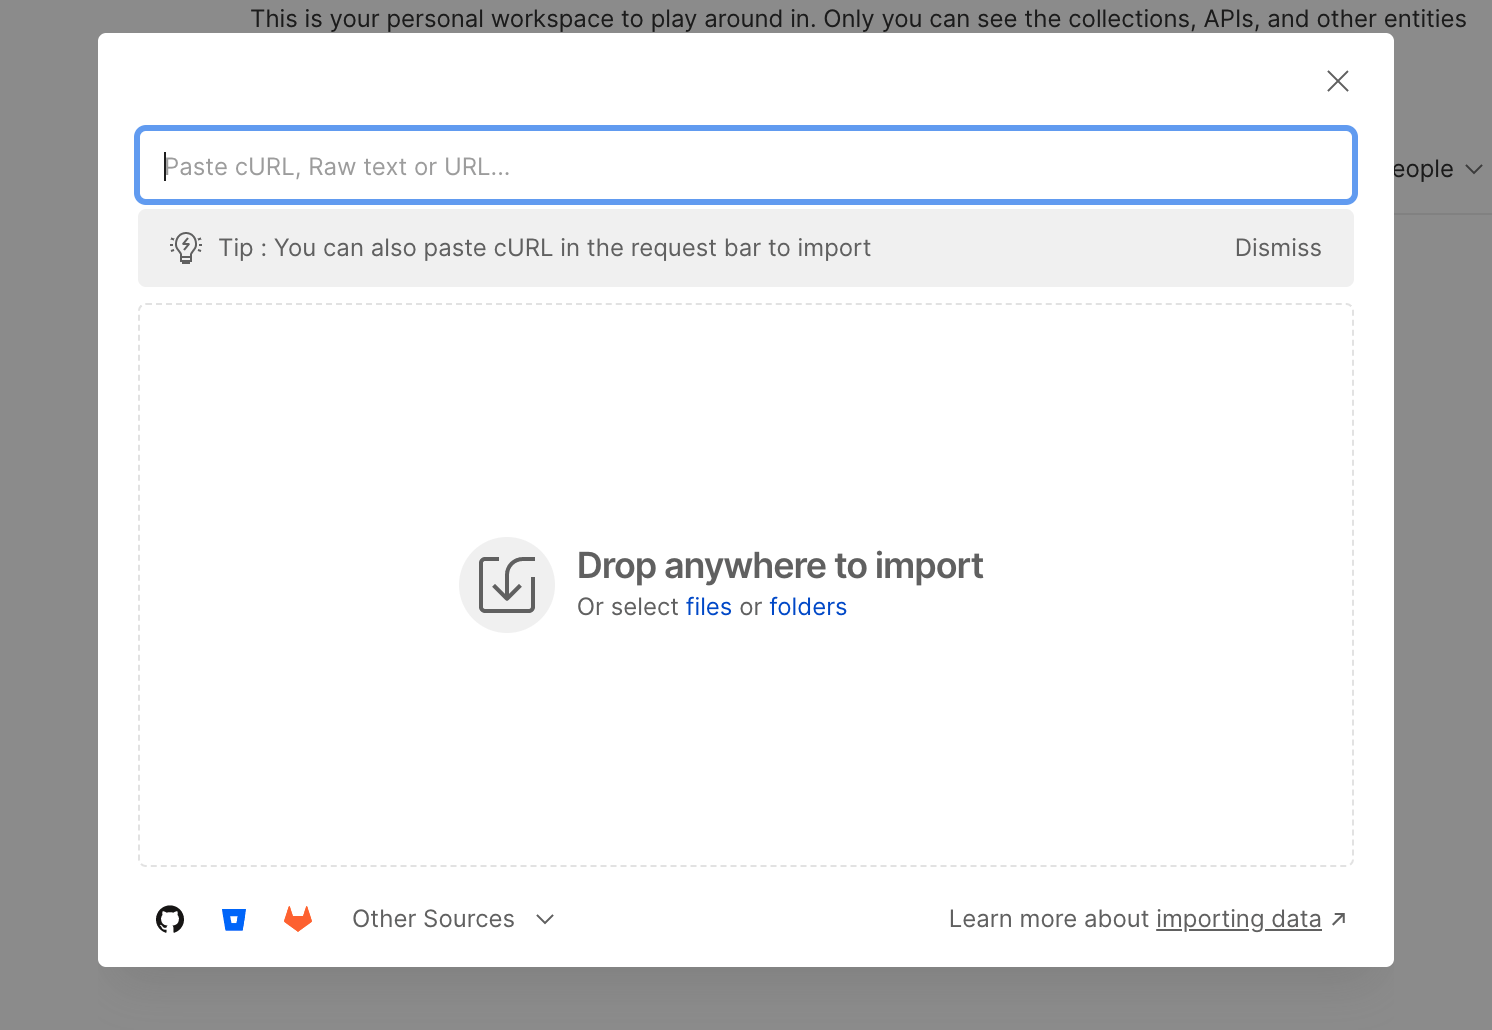 This is your personal workspace to play around in. Only you can see the collections, APIs, and other entities
Paste cURL, Raw text or URL...
eople
Tip : You can also paste cURL in the request bar to import
Dismiss
Drop anywhere to import
Or select files or folders
Other Sources
Learn more about importing data